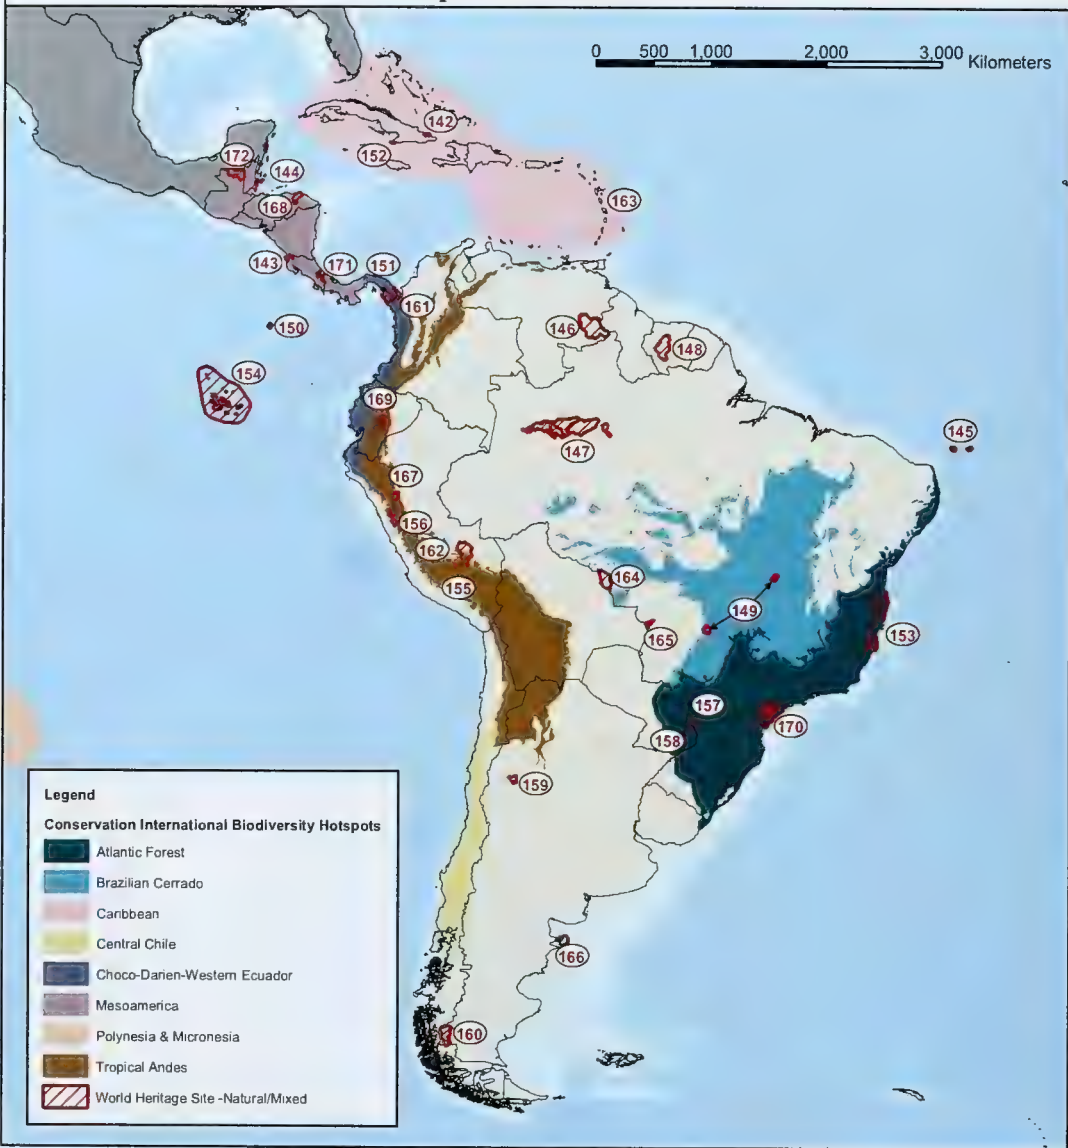 0 500 1,000 2,000 3,000 Kilometers
142
172
144
152
168
163
143
171
151
161
150
146
148
154
169
147
145
167
156
162
164
155
149
165
153
157
170
158
159
166
160
Legend
Conservation International Biodiversity Hotspots
Atlantic Forest
Brazilian Cerrado
Caribbean
Central Chile
Choco-Darien-Western Ecuador
Mesoamerica
Polynesia & Micronesia
Tropical Andes
World Heritage Site -Natural/Mixed